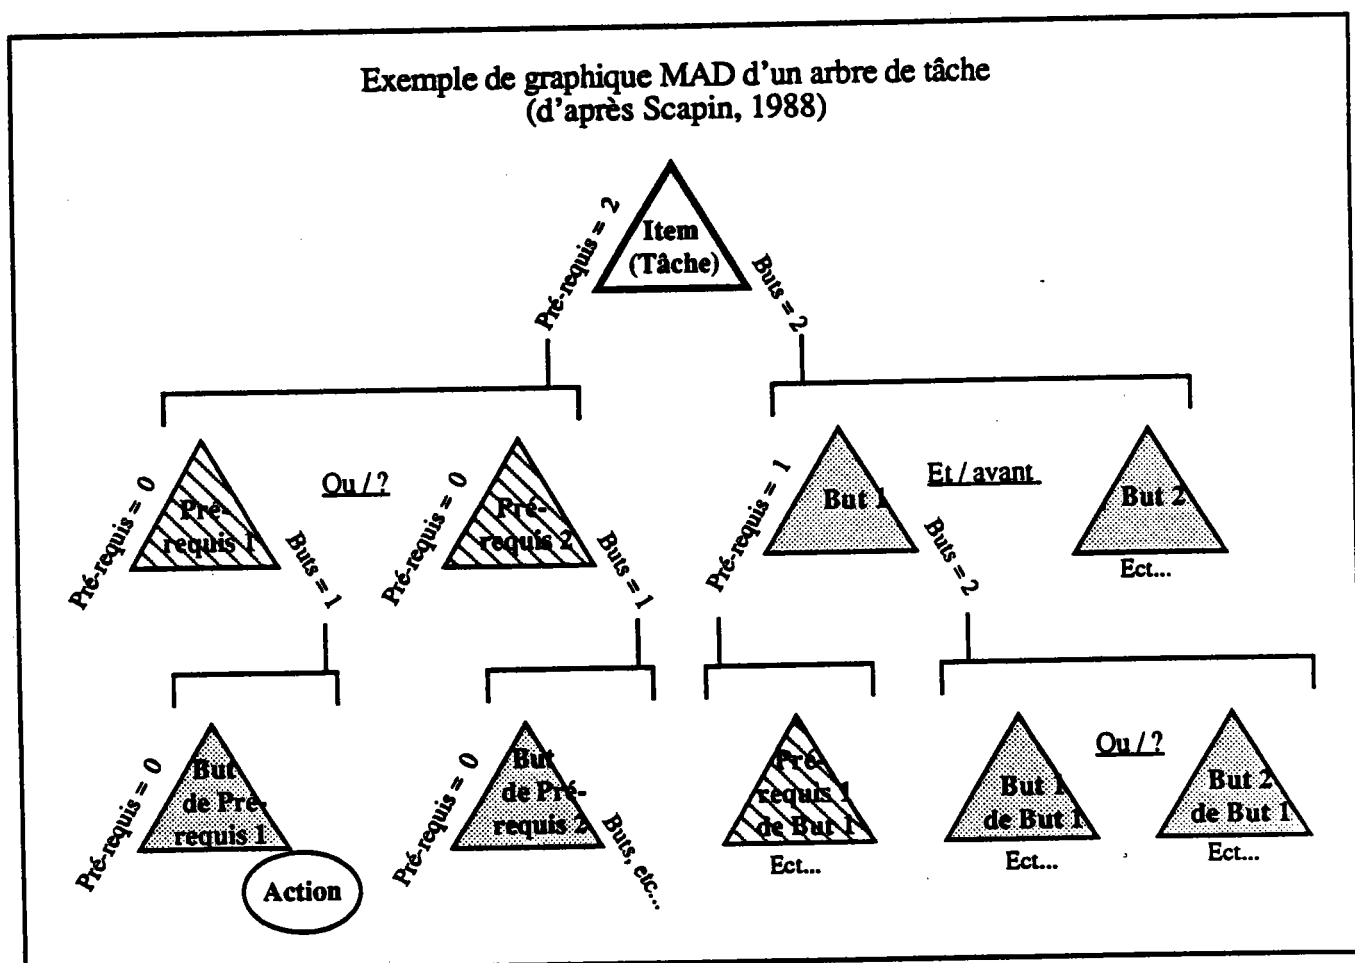 Exemple de graphique MAD d'un arbre de tâche
(d'après Scapin, 1988)
Pré-requis = 2
Item
(Tâche)
Buts = 2
Pré-requis = 0
Pré-
requis 1
Buts = 1
Ou / ?
Pré-requis = 0
Pré-
requis 2
Buts = 1
Pré-requis = 1
But 1
Buts = 2
Et / avant
But 2
Ect...
Pré-requis = 0
But
de Pré-
requis 1
Action
Pré-requis = 0
But
de Pré-
requis 2
Buts, etc...
Pré-
requis 1
de But 1
Ect...
But 1
de But 1
Ect...
Ou / ?
But 2
de But 1
Ect...